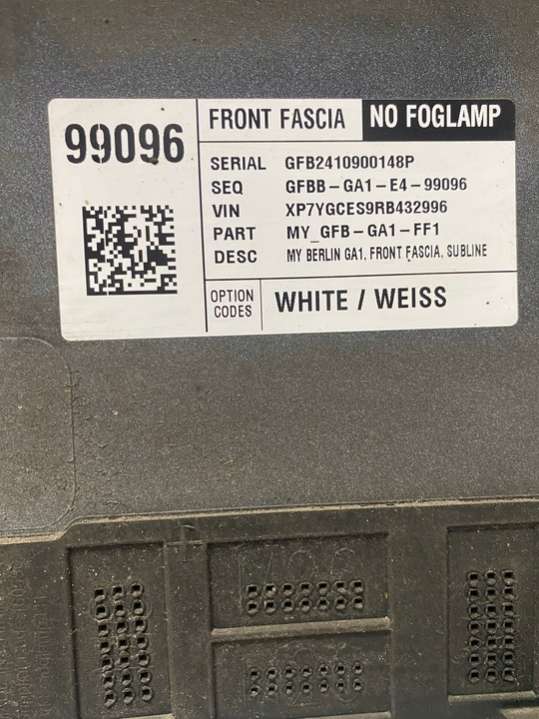 99096
FRONT FASCIA NO FOGLAMP
SERIAL GFB2410900148P
SEQ GFBB-GA1-E4-99096
VIN XP7YGCES9RB432996
PART MY_GFB-GA1-FF1
DESC MY BERLIN GA1, FRONT FASCIA, SUBLINE
OPTION CODES WHITE / WEISS